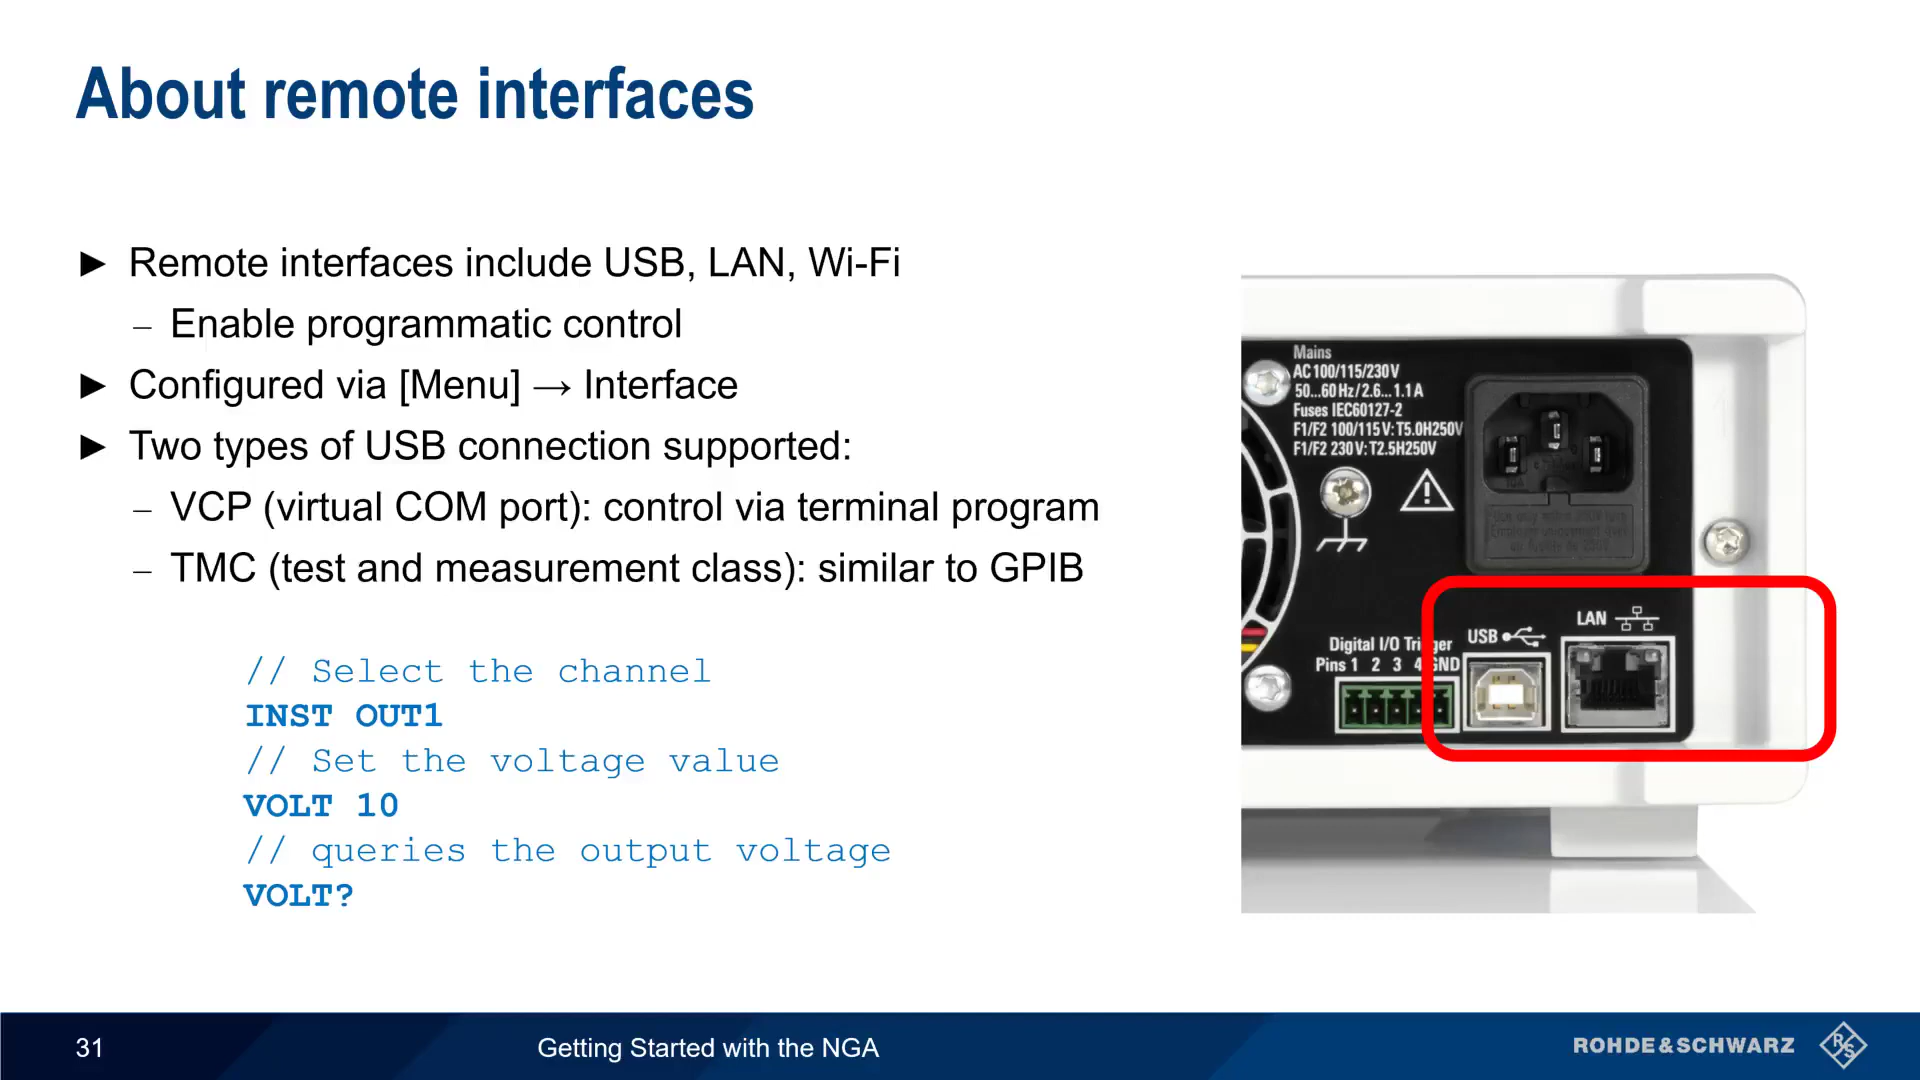 About remote interfaces
► Remote interfaces include USB, LAN, Wi-Fi
– Enable programmatic control
► Configured via [Menu] → Interface
► Two types of USB connection supported:
– VCP (virtual COM port): control via terminal program
– TMC (test and measurement class): similar to GPIB
// Select the channel
INST OUT1
// Set the voltage value
VOLT 10
// queries the output voltage
VOLT?
Mains
AC100/115/230V
50...60Hz/2.6...1.1A
Fuses IEC60127-2
F1/F2 100/115V:T5.0H250V
F1/F2 230V:T2.5H250V
Digital I/O Trigger
Pins 1 2 3 4 GND
USB
LAN
31
Getting Started with the NGA
ROHDE&SCHWARZ
R&S